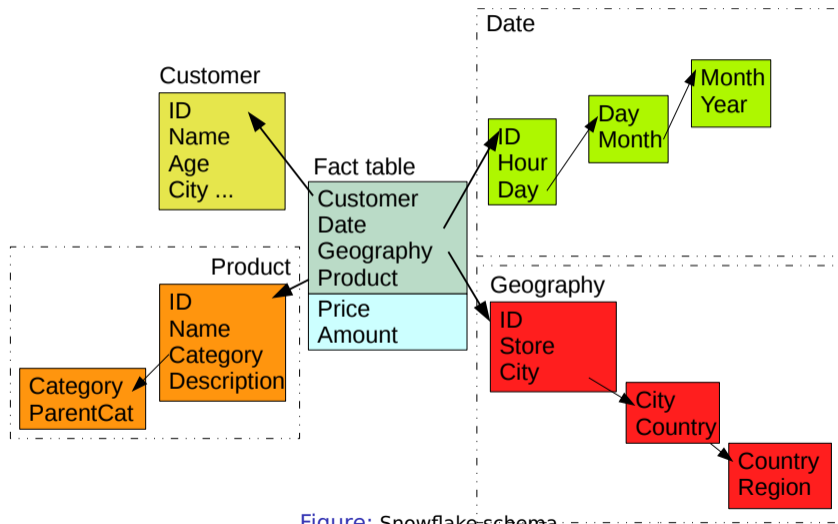 Date
Customer
ID
Name
Age
City ...
Month
Year
Day
Month
ID
Hour
Day
Fact table
Customer
Date
Geography
Product
Price
Amount
Product
ID
Name
Category
Description
Category
ParentCat
Geography
ID
Store
City
City
Country
Country
Region
Figure: Snowflake schema